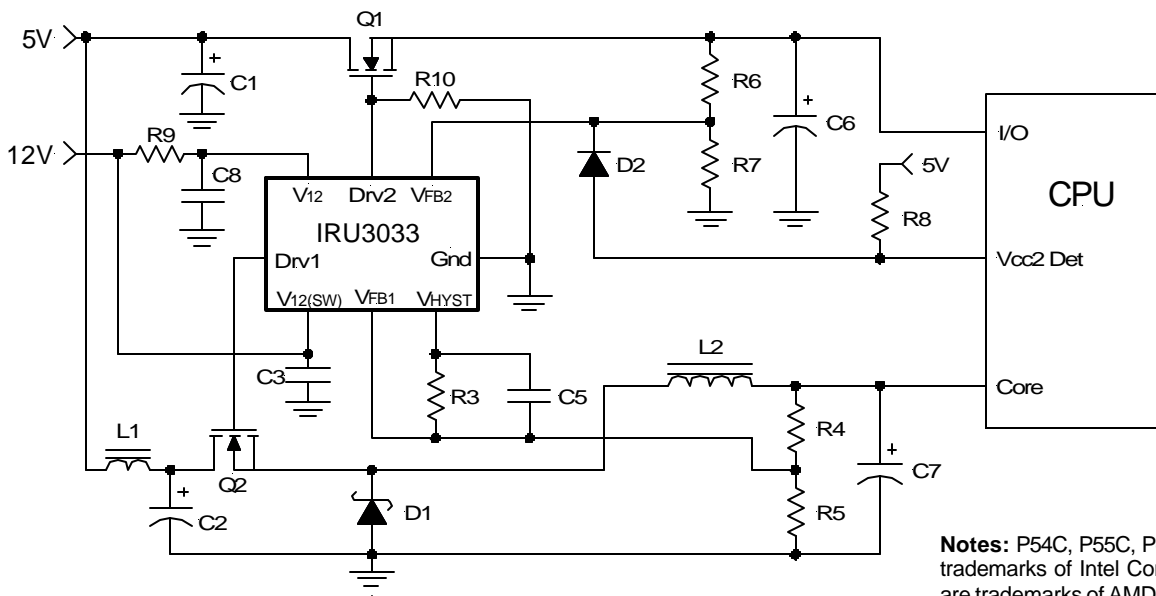 Q1
5V
C1
R10
R6
C6
R9
12V
C8
D2
R7
5V
I/O
CPU
R8
V12 Drv2 VFB2
IRU3033
Drv1 Gnd
V12(SW) VFB1 VHYST
Vcc2 Det
L2
C3
R3
C5
Core
R4
L1
Q2
C2
D1
C7
R5
Notes: P54C, P55C, P
trademarks of Intel Cor
are trademarks of AMD